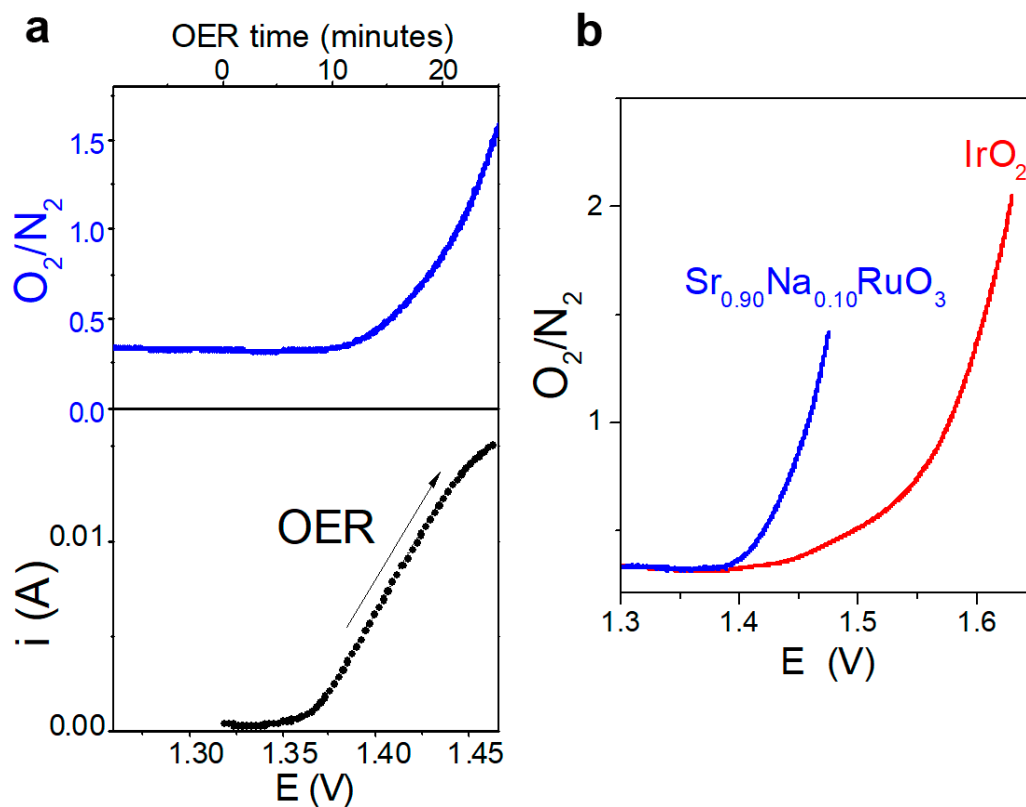 a
OER time (minutes)
0 10 20
1.5
1.0
0.5
0.0
O₂/N₂
OER
0.01
0.00
i (A)
1.30 1.35 1.40 1.45
E (V)
b
IrO₂
Sr₀.₉₀Na₀.₁₀RuO₃
2
1
O₂/N₂
1.3 1.4 1.5 1.6
E (V)